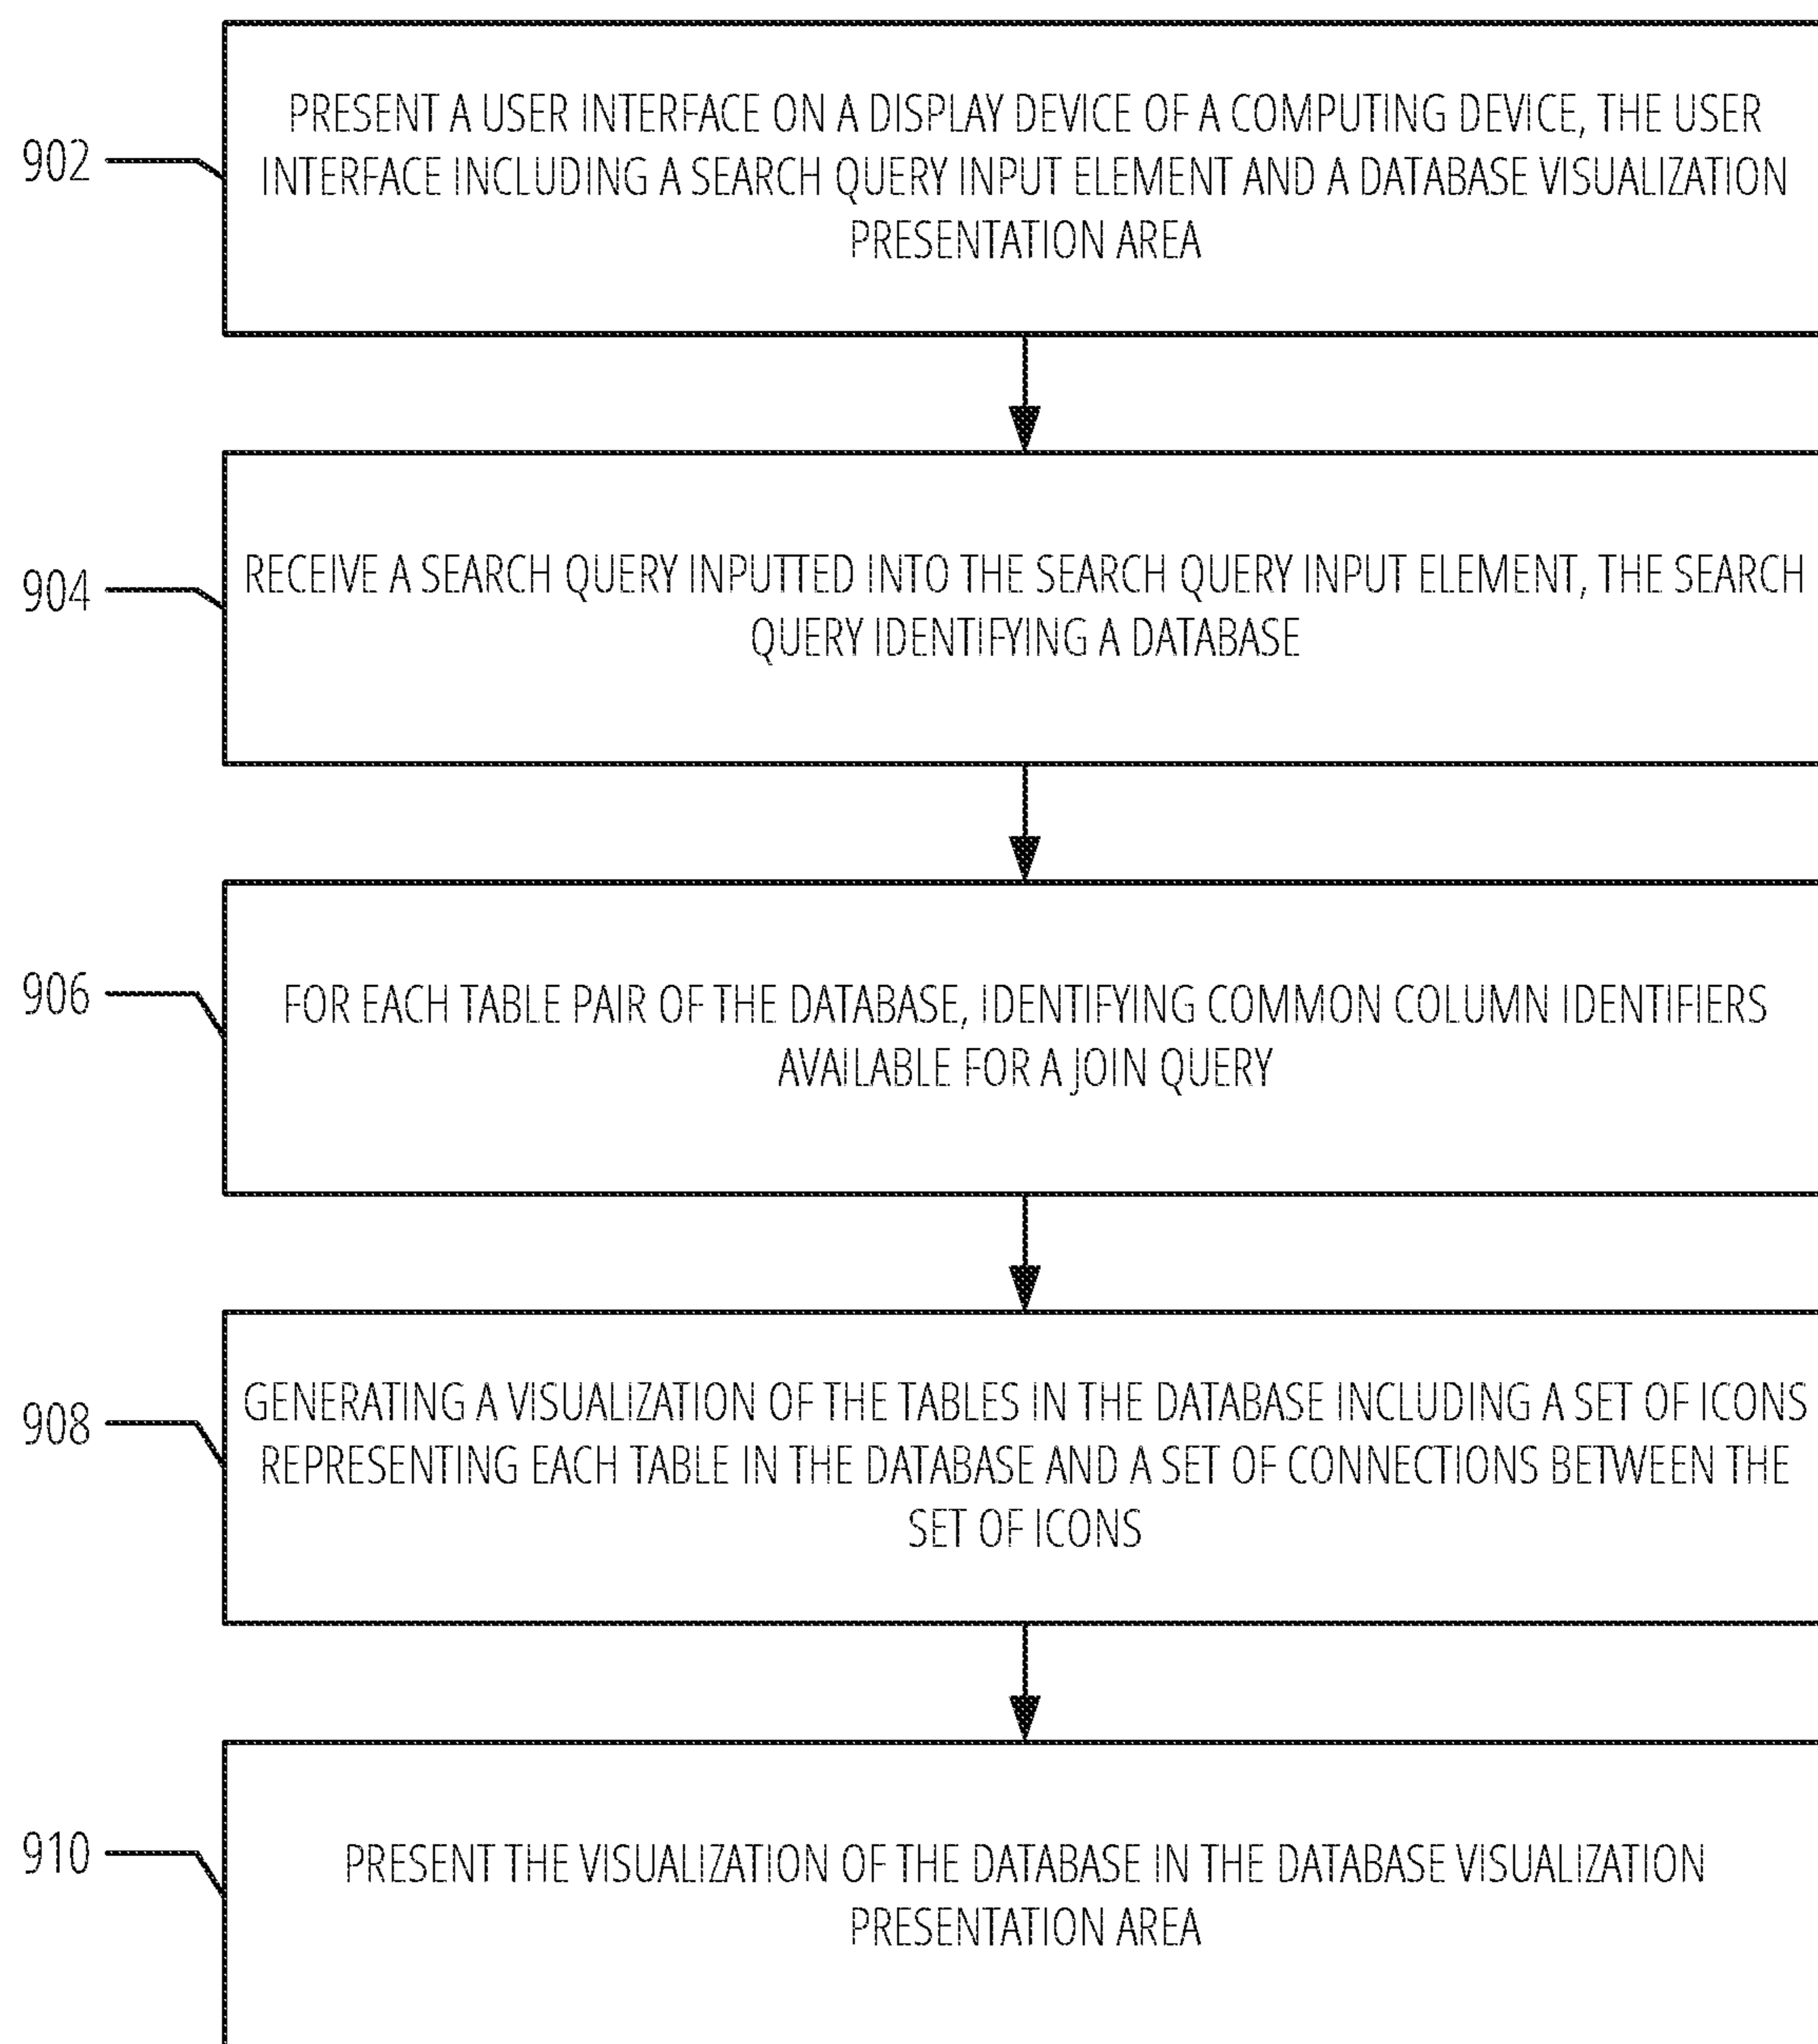 902
PRESENT A USER INTERFACE ON A DISPLAY DEVICE OF A COMPUTING DEVICE, THE USER
INTERFACE INCLUDING A SEARCH QUERY INPUT ELEMENT AND A DATABASE VISUALIZATION
PRESENTATION AREA
904
RECEIVE A SEARCH QUERY INPUTTED INTO THE SEARCH QUERY INPUT ELEMENT, THE SEARCH
QUERY IDENTIFYING A DATABASE
906
FOR EACH TABLE PAIR OF THE DATABASE, IDENTIFYING COMMON COLUMN IDENTIFIERS
AVAILABLE FOR A JOIN QUERY
908
GENERATING A VISUALIZATION OF THE TABLES IN THE DATABASE INCLUDING A SET OF ICONS
REPRESENTING EACH TABLE IN THE DATABASE AND A SET OF CONNECTIONS BETWEEN THE
SET OF ICONS
910
PRESENT THE VISUALIZATION OF THE DATABASE IN THE DATABASE VISUALIZATION
PRESENTATION AREA